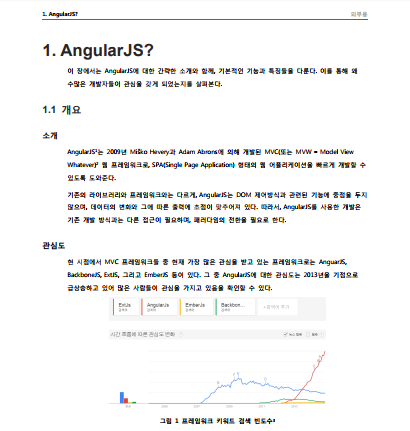 1. AngularJS?
외부용
1. AngularJS?
이 장에서는 AngularJS에 대한 간략한 소개와 함께, 기본적인 기능과 특징들을 다룬다. 이를 통해 왜
수많은 개발자들이 관심을 갖게 되었는지를 살펴본다.
1.1 개요
소개
AngularJS¹는 2009년 Miško Hevery과 Adam Abrons에 의해 개발된 MVC(또는 MVW = Model View
Whatever)² 웹 프레임워크로, SPA(Single Page Application) 형태의 웹 어플리케이션을 빠르게 개발할 수
있도록 도와준다.
기존의 라이브러리와 프레임워크와는 다르게, AngularJS는 DOM 제어방식과 관련된 기능에 중점을 두지
않으며, 데이터의 변화와 그에 따른 출력에 초점이 맞추어져 있다. 따라서, AngularJS를 사용한 개발은
기존 개발 방식과는 다른 접근이 필요하며, 패러다임의 전환을 필요로 한다.
관심도
현 시점에서 MVC 프레임워크들 중 현재 가장 많은 관심을 받고 있는 프레임워크로는 AnguarJS,
BackboneJS, ExtJS, 그리고 EmberJS 등이 있다. 그 중 AngularJS에 대한 관심도는 2013년을 기점으로
급상승하고 있어 많은 사람들이 관심을 가지고 있음을 확인할 수 있다.
ExtJs
AngularJS
EmberJs
Backbon...
시간 흐름에 따른 관심도 변화
그림 1 프레임워크 키워드 검색 빈도수³